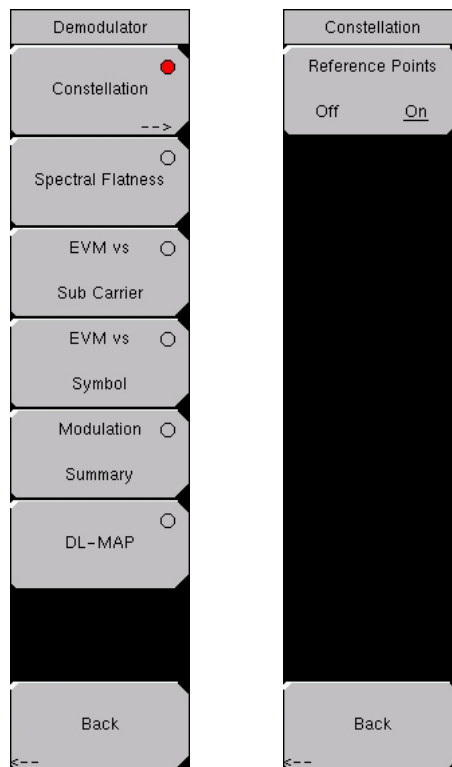 Demodulator
Constellation
-->
Spectral Flatness
EVM vs
Sub Carrier
EVM vs
Symbol
Modulation
Summary
DL-MAP
Back
<--
Constellation
Reference Points
Off On
Back
<--